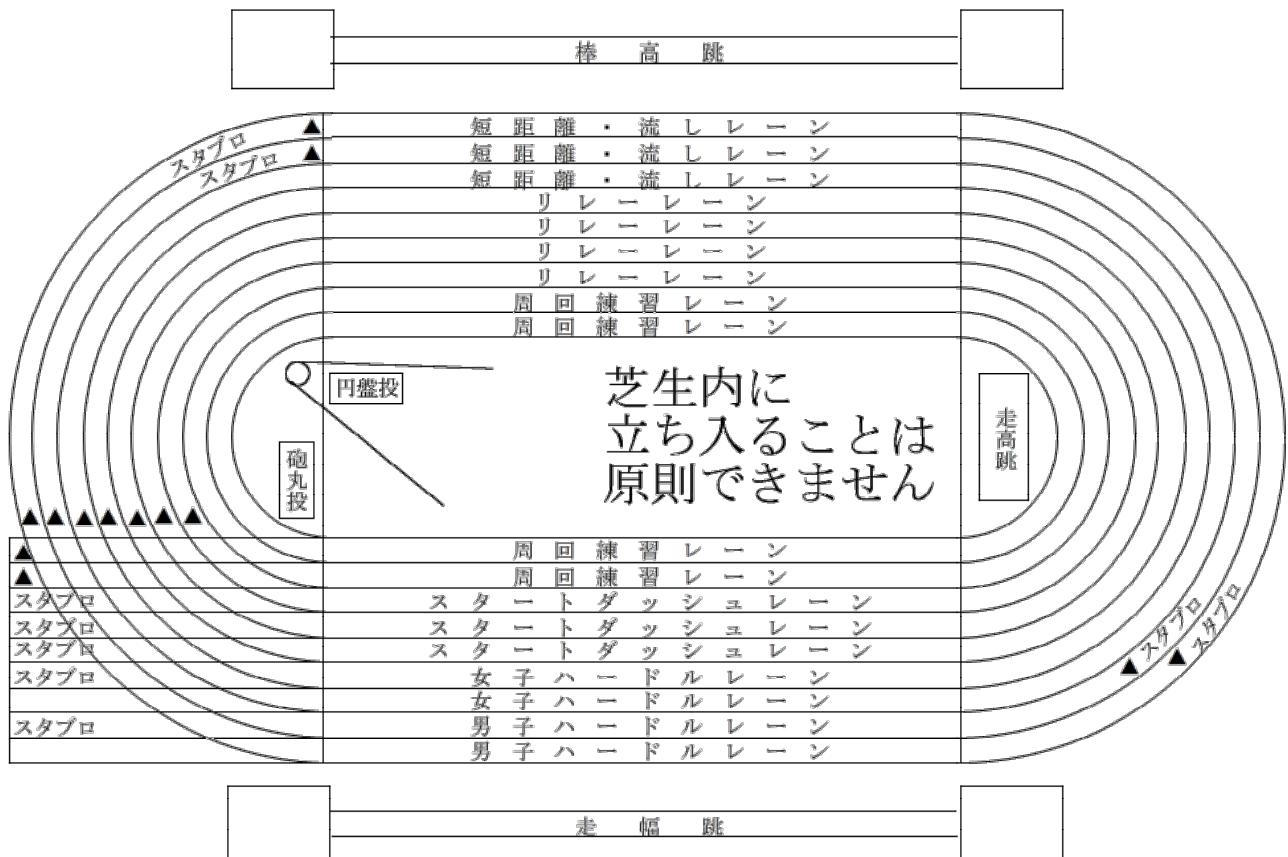 棒高跳
短距離・流しレーン
スタブロ
短距離・流しレーン
スタブロ
短距離・流しレーン
リレーレーン
リレーレーン
リレーレーン
リレーレーン
周回練習レーン
周回練習レーン
円盤投
芝生内に
立ち入ることは
原則できません
走高跳
砲丸投
周回練習レーン
周回練習レーン
スタブロ
スタートダッシュレーン
スタブロ
スタートダッシュレーン
スタブロ
スタートダッシュレーン
スタブロ
女子ハードルレーン
女子ハードルレーン
スタブロ
男子ハードルレーン
男子ハードルレーン
スタブロ
スタブロ
走幅跳